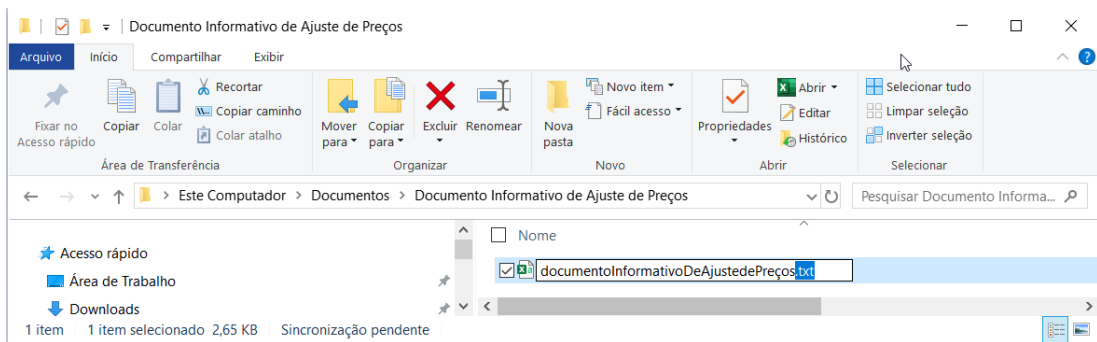 Documento Informativo de Ajuste de Preços
Arquivo Início Compartilhar Exibir
Fixar no Acesso rápido
Copiar
Colar
Recortar
Copiar caminho
Colar atalho
Área de Transferência
Mover para
Copiar para
Excluir
Renomear
Organizar
Nova pasta
Novo item
Fácil acesso
Novo
Propriedades
Abrir
Editar
Histórico
Abrir
Selecionar tudo
Limpar seleção
Inverter seleção
Selecionar
Este Computador > Documentos > Documento Informativo de Ajuste de Preços
Pesquisar Documento Informa...
Acesso rápido
Área de Trabalho
Downloads
Nome
documentoInformativoDeAjustedePreços.txt
1 item 1 item selecionado 2,65 KB Sincronização pendente